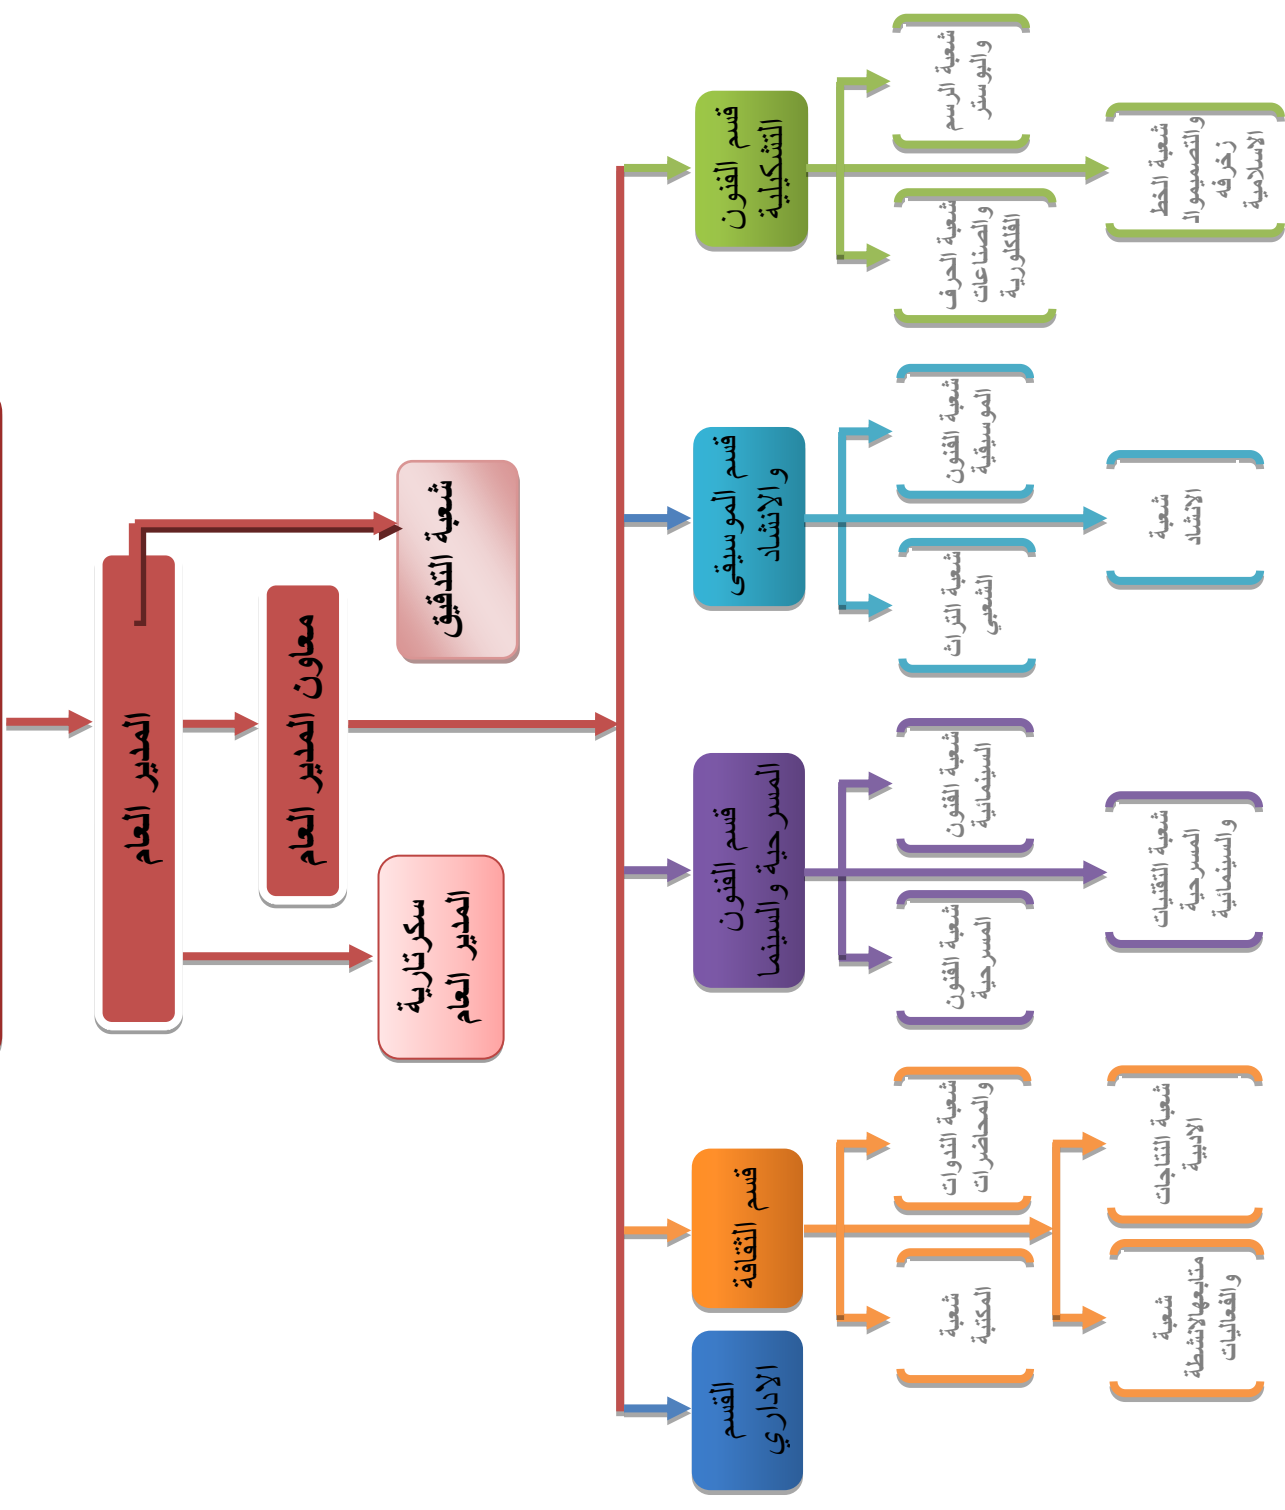 المدير العام
معاون المدير العام
شعبة التدقيق
سكرتارية
المدير العام
قسم الفنون
التشكيلية
شعبة الرسم
والبوستر
شعبة الحرف
والصناعات
الفلكلورية
شعبة الخط
والتصميموال
زخرفه
الاسلامية
قسم الموسيقى
والانشاد
شعبة الفنون
الموسيقية
شعبة التراث
الشعبي
شعبة
الانشاد
قسم الفنون
المسرحية والسينما
شعبة الفنون
السينمائية
شعبة الفنون
المسرحية
شعبة التقنيات
المسرحية
والسينمائية
قسم الثقافة
شعبة الندوات
والمحاضرات
شعبة
المكتبة
شعبة النتاجات
الادبية
شعبة
متابعهالانشطة
والفعاليات
القسم
الاداري